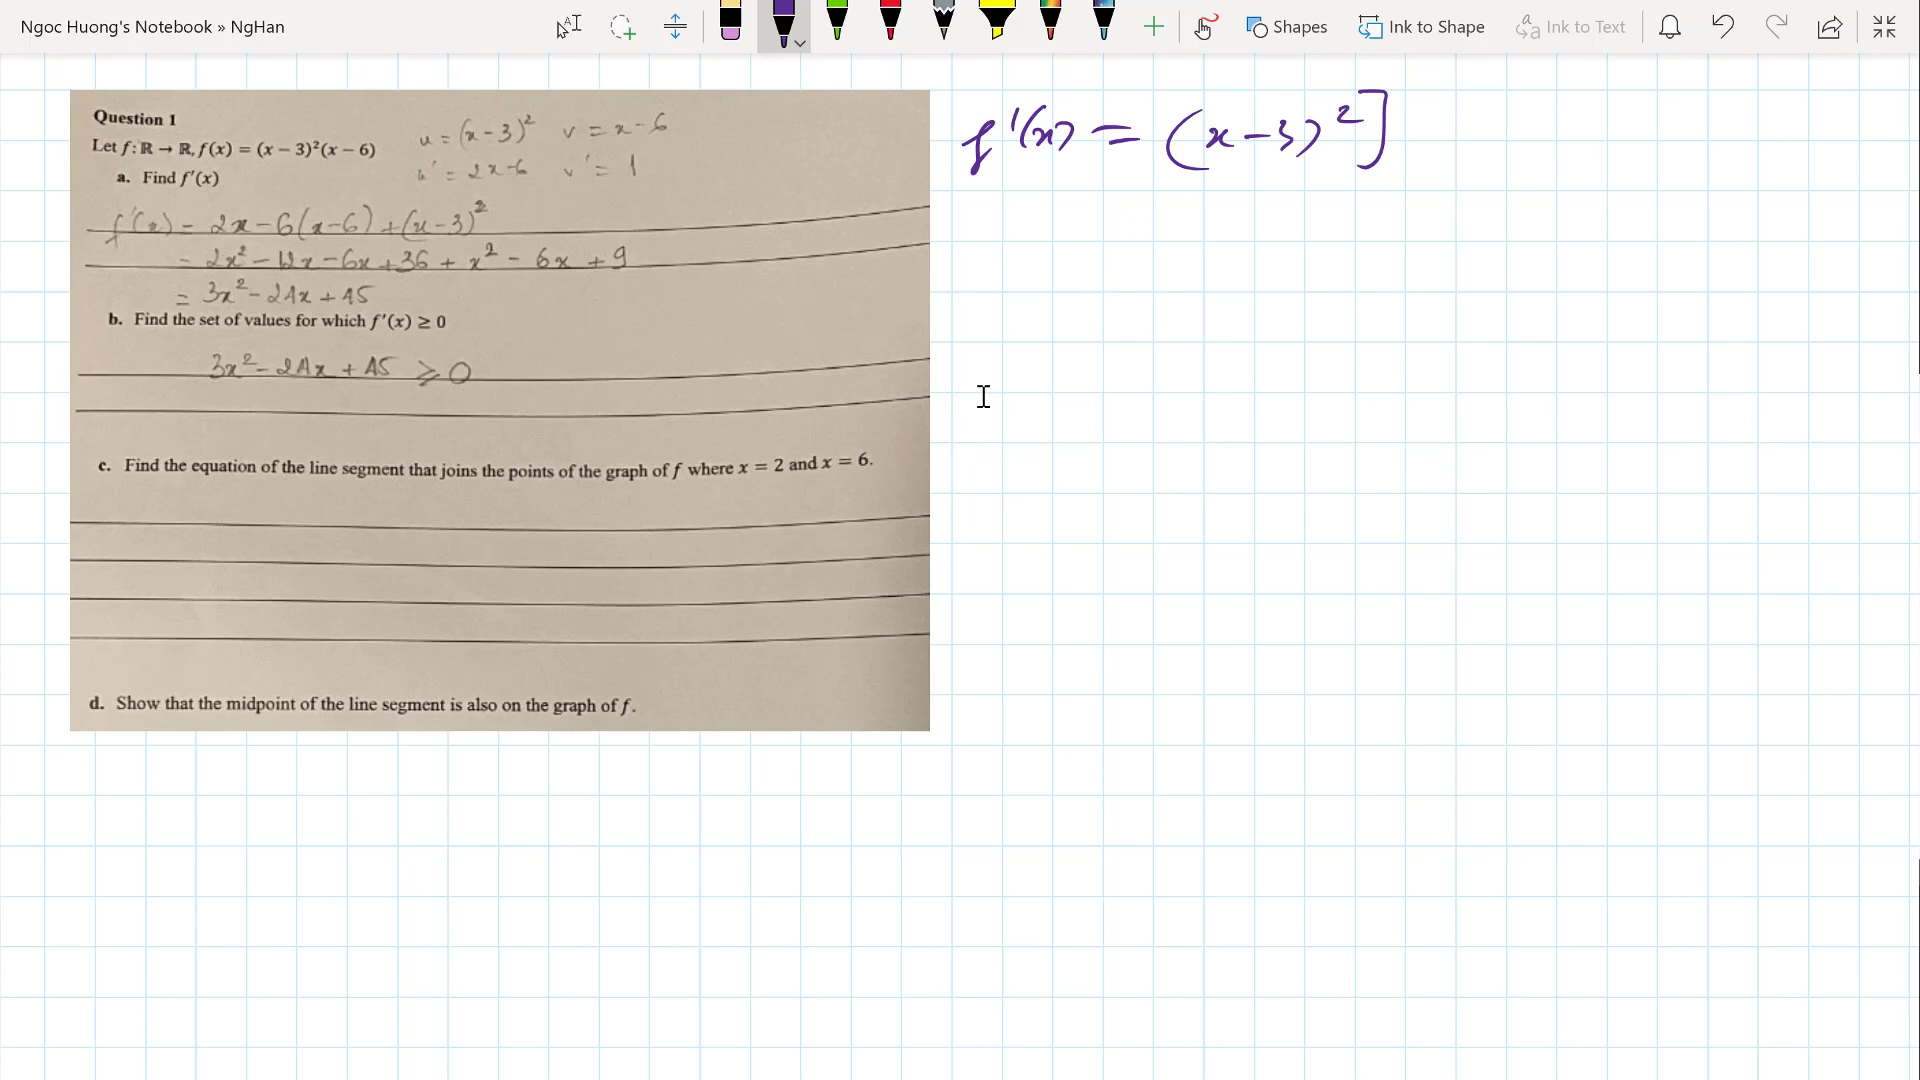 Ngoc Huong's Notebook » NgHan
Shapes
Ink to Shape
Ink to Text
Question 1
Let f: ℝ → ℝ, f(x) = (x − 3)²(x − 6)
u = (x − 3)² v = x − 6
u' = 2x − 6 v' = 1
a. Find f'(x)
f'(x) = 2x − 6(x − 6) + (x − 3)²
= 2x² − 12x − 6x + 36 + x² − 6x + 9
= 3x² − 24x + 45
b. Find the set of values for which f'(x) ≥ 0
3x² − 24x + 45 ≥ 0
c. Find the equation of the line segment that joins the points of the graph of f where x = 2 and x = 6.
d. Show that the midpoint of the line segment is also on the graph of f.
f'(x) = (x − 3)²]